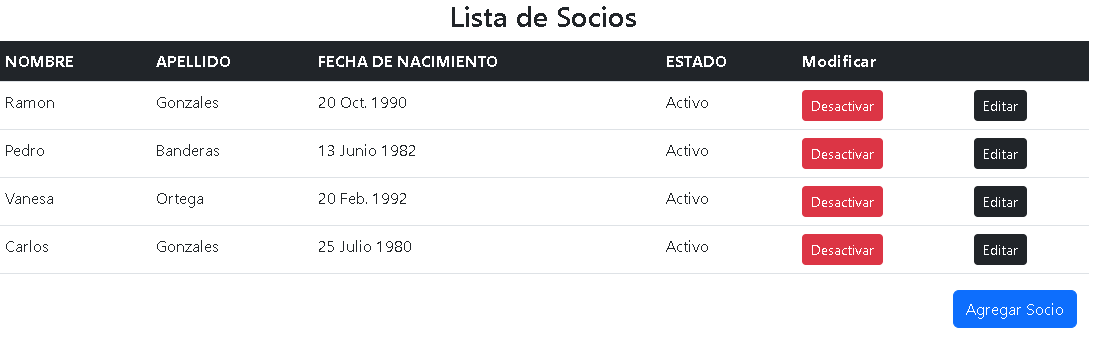 Lista de Socios
NOMBRE APELLIDO FECHA DE NACIMIENTO ESTADO Modificar
Ramon Gonzales 20 Oct. 1990 Activo Desactivar Editar
Pedro Banderas 13 Junio 1982 Activo Desactivar Editar
Vanesa Ortega 20 Feb. 1992 Activo Desactivar Editar
Carlos Gonzales 25 Julio 1980 Activo Desactivar Editar
Agregar Socio